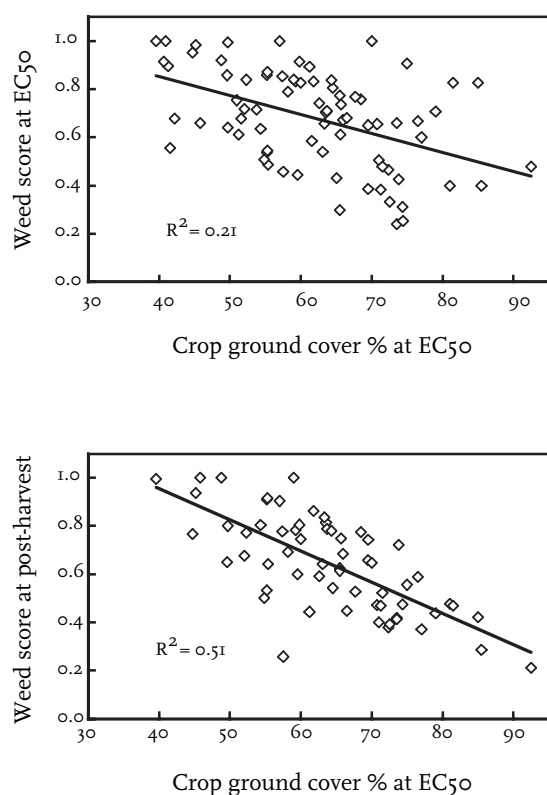 Weed score at EC50
1.0
0.8
0.6
0.4
0.2
0.0
R² = 0.21
30 40 50 60 70 80 90
Crop ground cover % at EC50
Weed score at post-harvest
1.0
0.8
0.6
0.4
0.2
0.0
R² = 0.51
30 40 50 60 70 80 90
Crop ground cover % at EC50